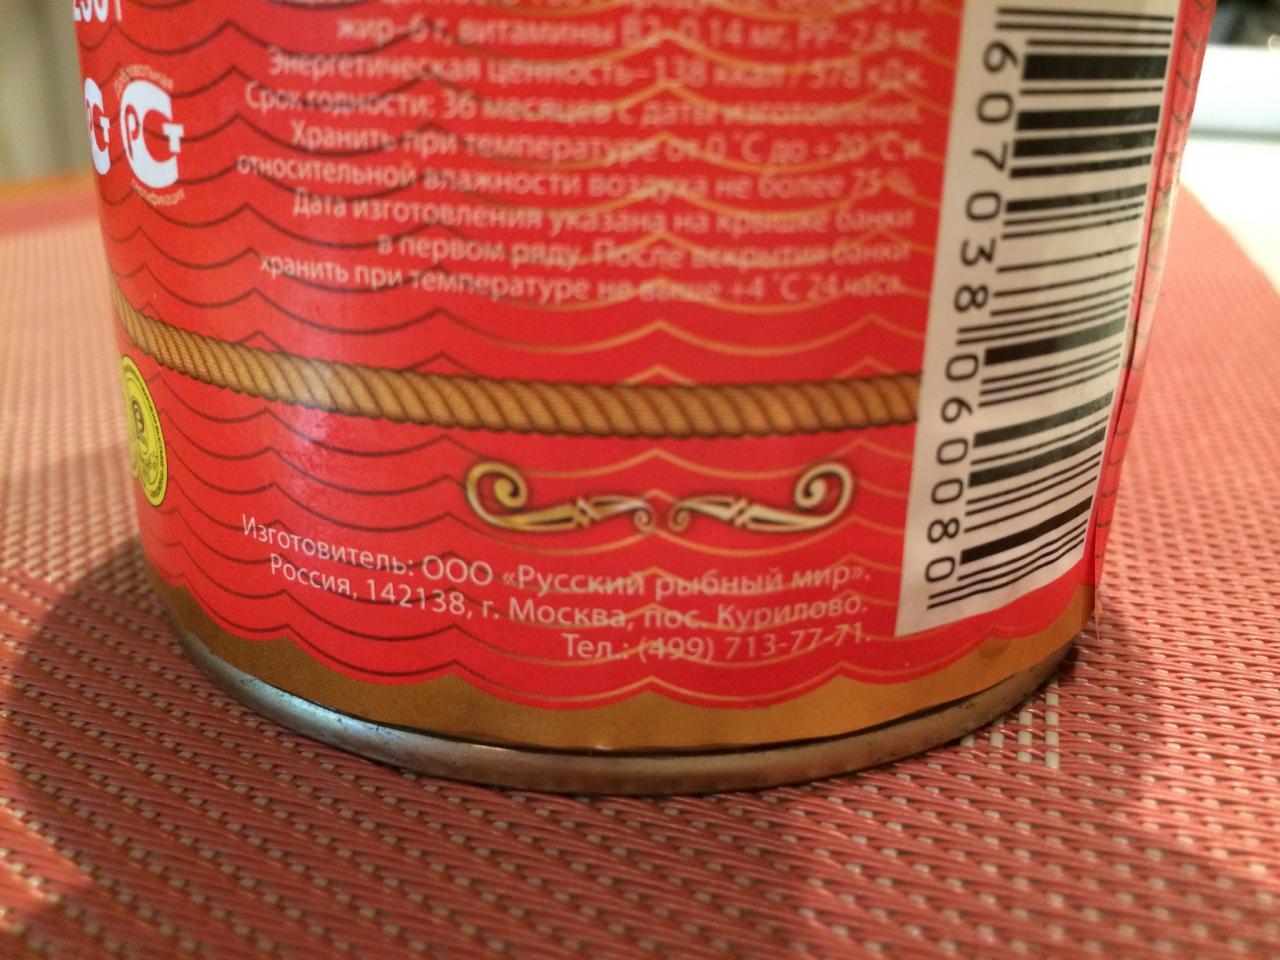 жир–6 г, витамины В2–0,14 мг, РР–2,8 мг.
Энергетическая ценность–138 ккал / 578 кДж.
Срок годности: 36 месяцев с даты изготовления.
Хранить при температуре от 0 °С до +20 °С и
относительной влажности воздуха не более 75 %.
Дата изготовления указана на крышке банки
в первом ряду. После вскрытия банки
хранить при температуре не выше +4 °С 24 часа.
Изготовитель: ООО «Русский рыбный мир».
Россия, 142138, г. Москва, пос. Курилово.
Тел.: (499) 713-77-71.
607038060080